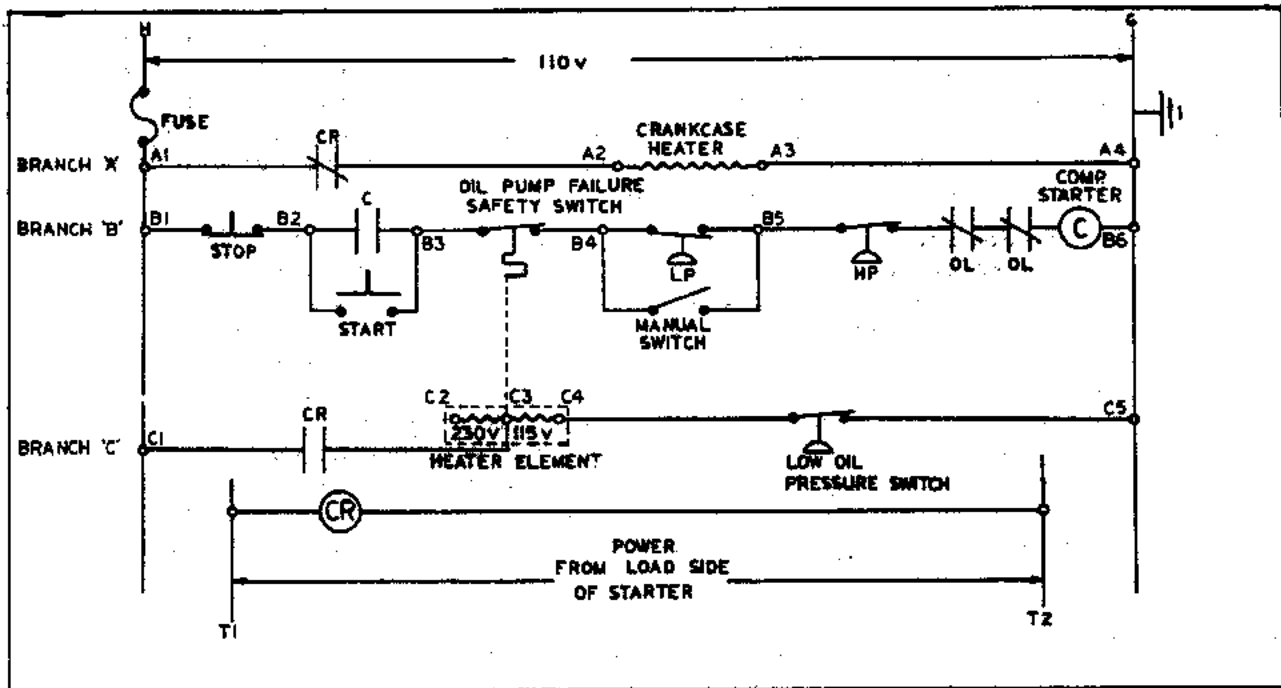 H
G
110 v
FUSE
BRANCH 'A'
A1
CR
A2
CRANKCASE
HEATER
A3
A4
BRANCH 'B'
B1
STOP
B2
C
START
B3
OIL PUMP FAILURE
SAFETY SWITCH
B4
LP
MANUAL
SWITCH
B5
HP
OL
OL
COMP.
STARTER
C
B6
BRANCH 'C'
C1
CR
C2
C3
C4
230V
115V
HEATER ELEMENT
LOW OIL
PRESSURE SWITCH
C5
CR
POWER
FROM LOAD SIDE
OF STARTER
T1
T2